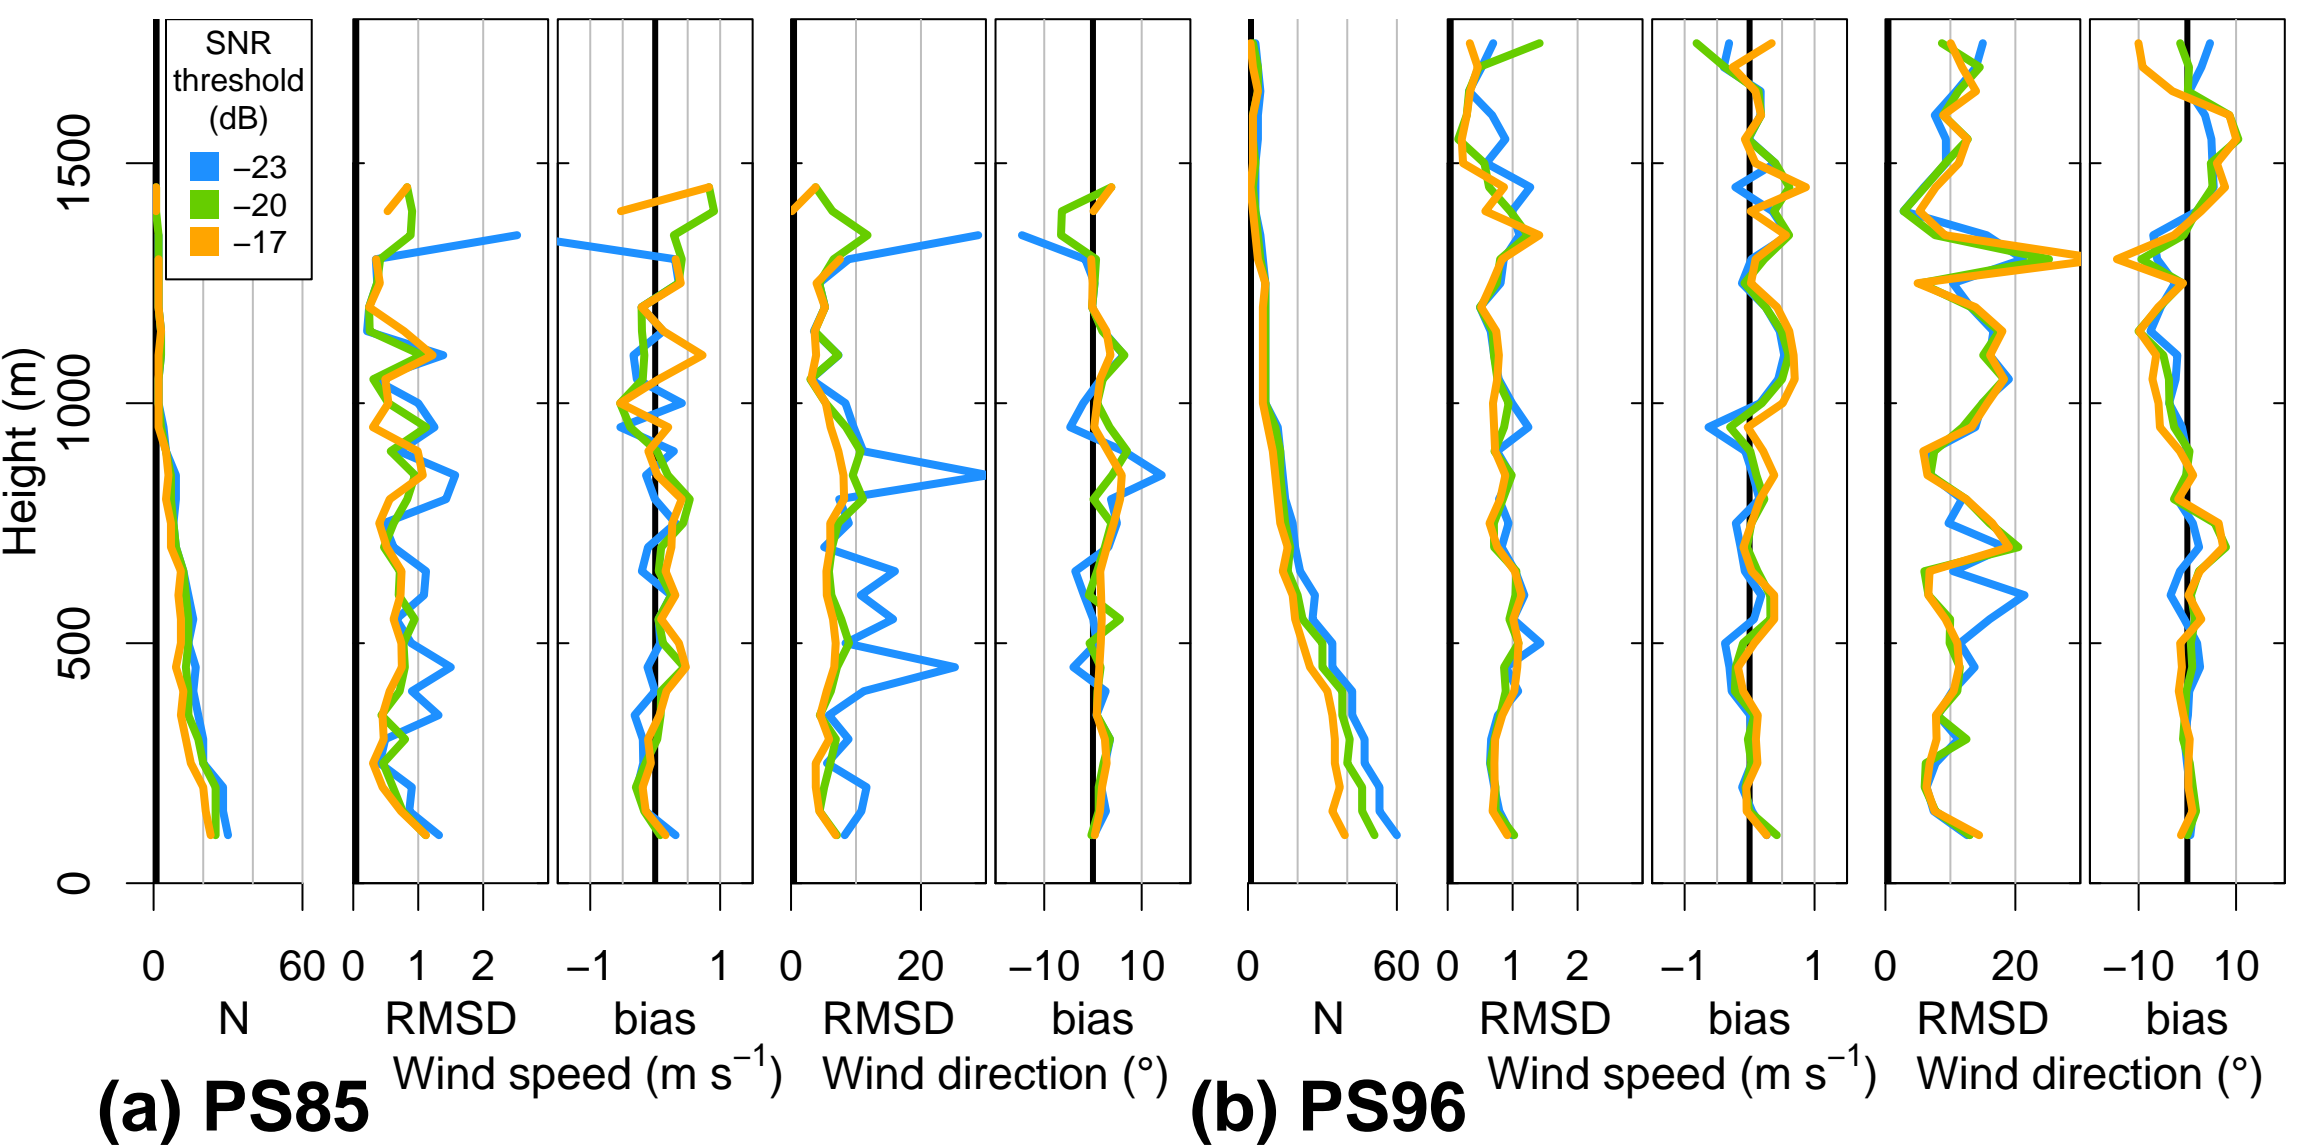 SNR
threshold
(dB)
−23
−20
−17
Height (m)
0
500
1000
1500
0 60 0 1 2 −1 1 0 20 −10 10 0 60 0 1 2 −1 1 0 20 −10 10
N RMSD bias RMSD bias N RMSD bias RMSD bias
Wind speed (m s−1) Wind direction (°) Wind speed (m s−1) Wind direction (°)
(a) PS85 (b) PS96